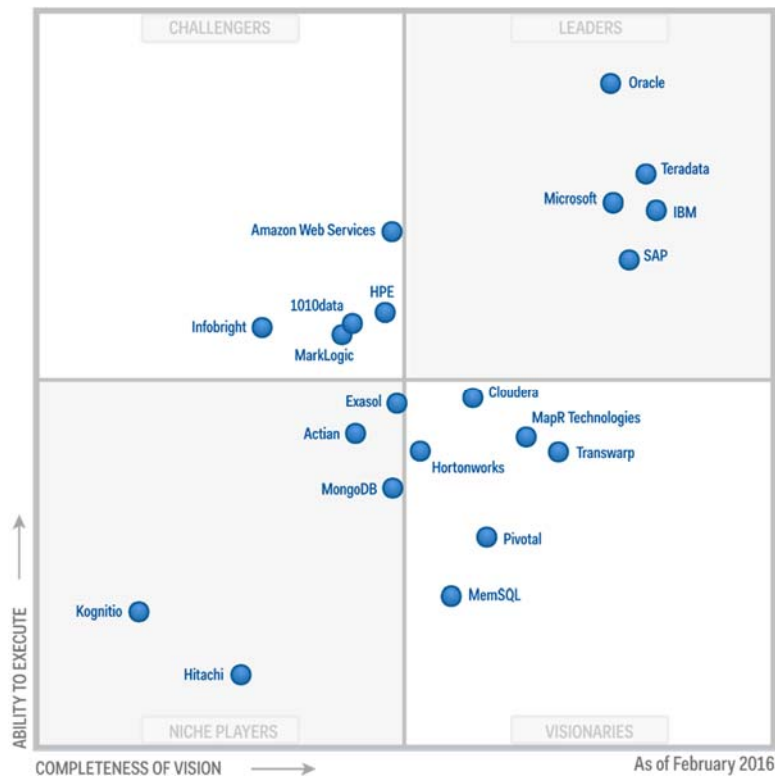 CHALLENGERS
LEADERS
Oracle
Teradata
Microsoft
IBM
Amazon Web Services
SAP
HPE
1010data
Infobright
MarkLogic
Cloudera
Exasol
MapR Technologies
Actian
Transwarp
Hortonworks
MongoDB
Pivotal
MemSQL
Kognitio
Hitachi
ABILITY TO EXECUTE
NICHE PLAYERS
VISIONARIES
COMPLETENESS OF VISION
As of February 2016